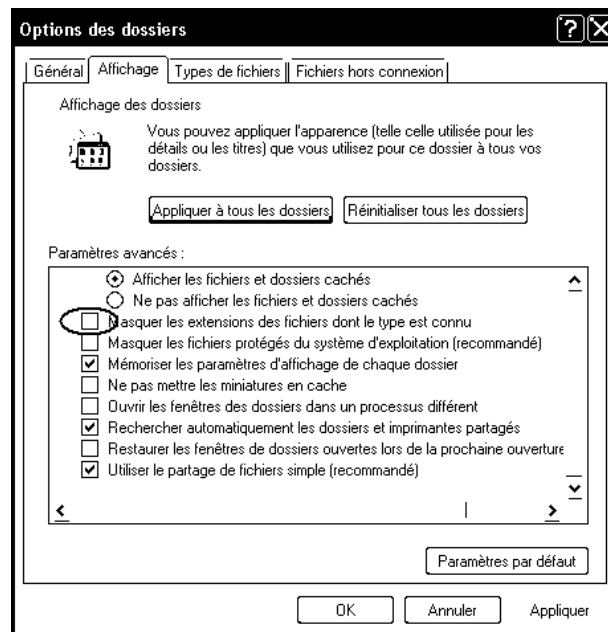 Options des dossiers
Général Affichage Types de fichiers Fichiers hors connexion
Affichage des dossiers
Vous pouvez appliquer l'apparence (telle celle utilisée pour les
détails ou les titres) que vous utilisez pour ce dossier à tous vos
dossiers.
Appliquer à tous les dossiers Réinitialiser tous les dossiers
Paramètres avancés :
Afficher les fichiers et dossiers cachés
Ne pas afficher les fichiers et dossiers cachés
Masquer les extensions des fichiers dont le type est connu
Masquer les fichiers protégés du système d'exploitation (recommandé)
Mémoriser les paramètres d'affichage de chaque dossier
Ne pas mettre les miniatures en cache
Ouvrir les fenêtres des dossiers dans un processus différent
Rechercher automatiquement les dossiers et imprimantes partagés
Restaurer les fenêtres de dossiers ouvertes lors de la prochaine ouverture
Utiliser le partage de fichiers simple (recommandé)
Paramètres par défaut
OK Annuler Appliquer